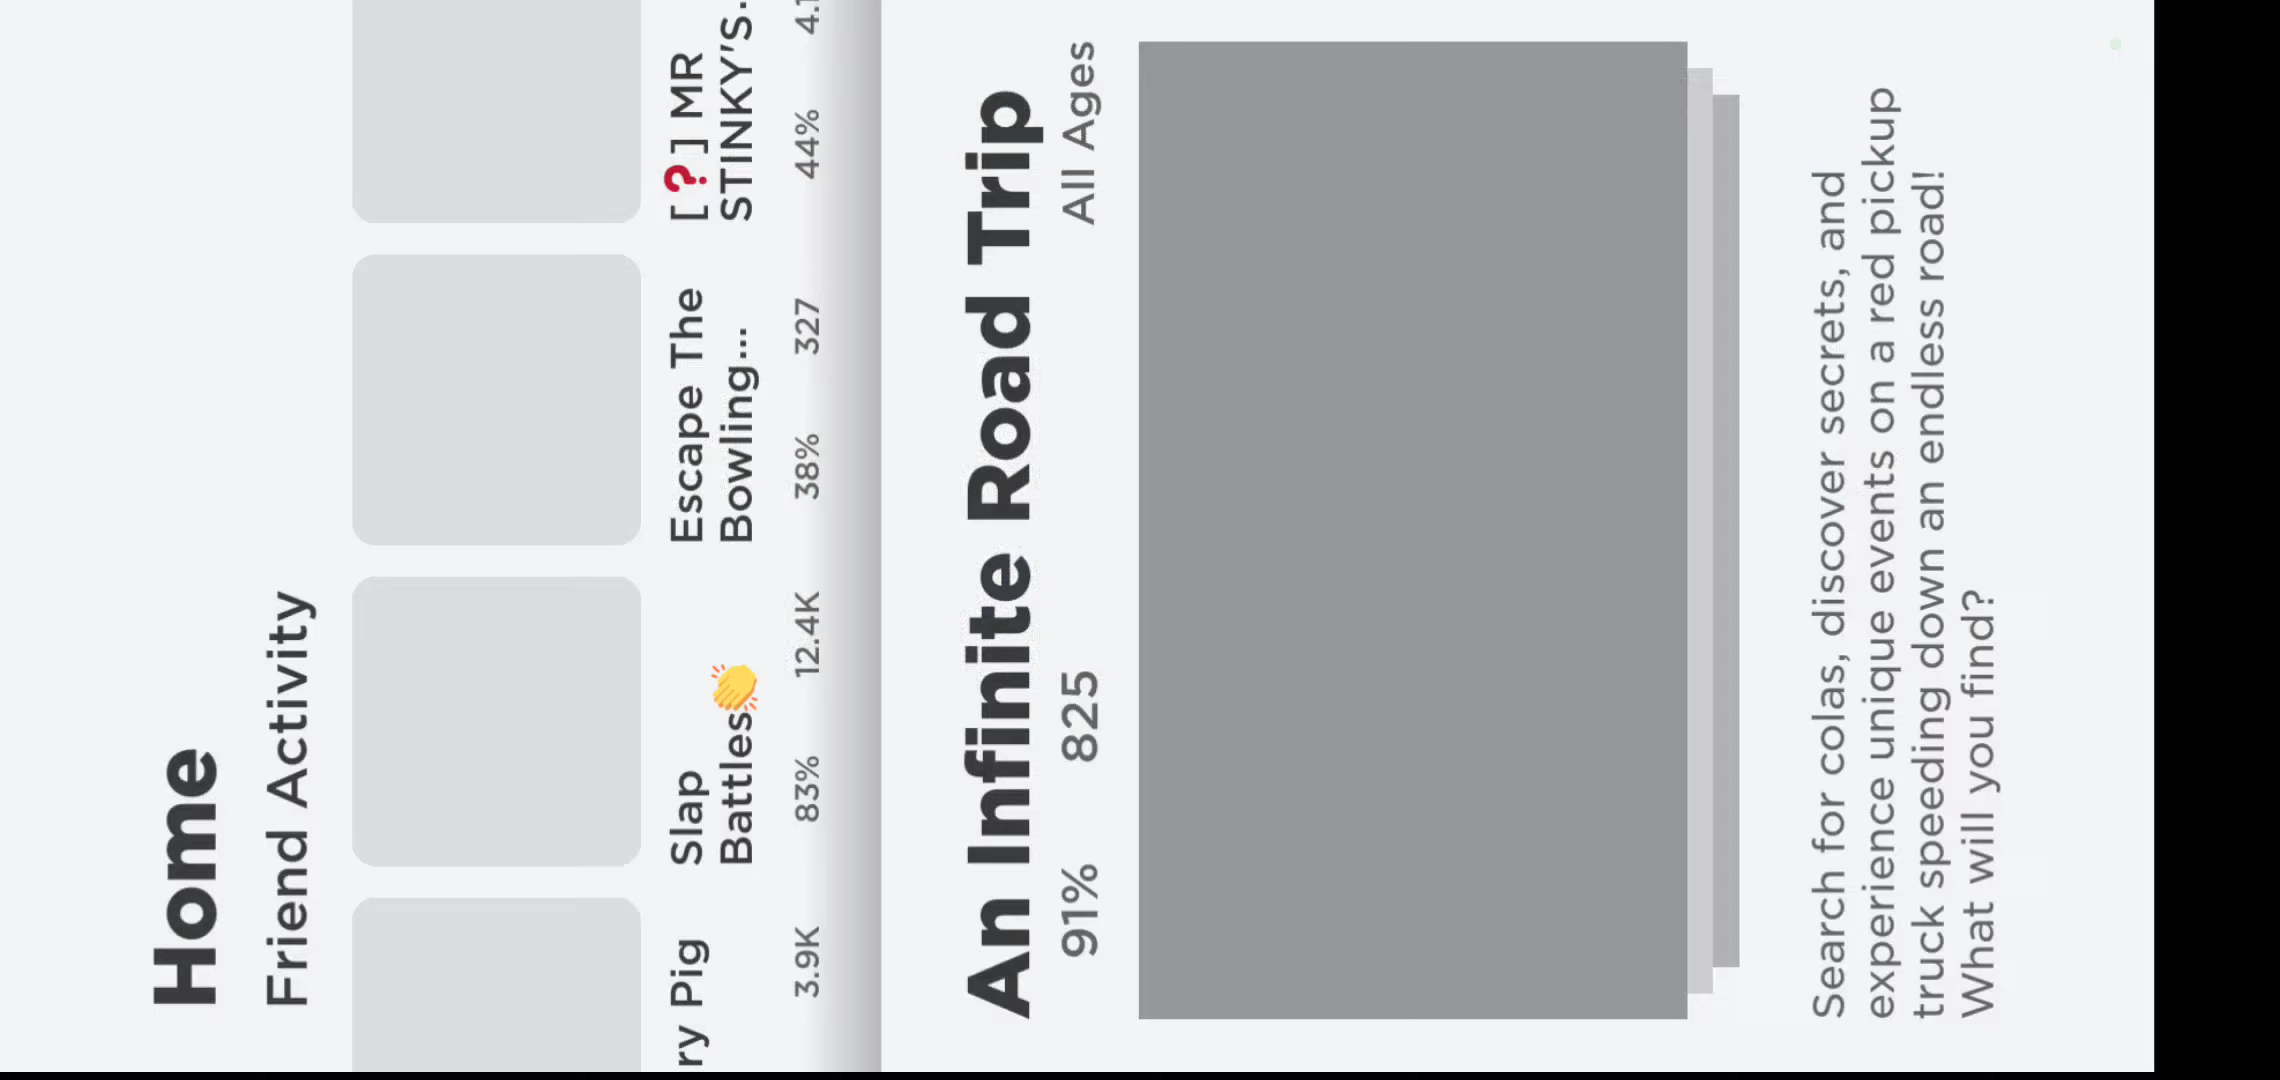 Home
Friend Activity
ry Pig
3.9K
Slap
Battles👏
83% 12.4K
Escape The
Bowling...
38% 327
[❓] MR
STINKY'S.
44% 4.1
An Infinite Road Trip
91% 825 All Ages
Search for colas, discover secrets, and
experience unique events on a red pickup
truck speeding down an endless road!
What will you find?